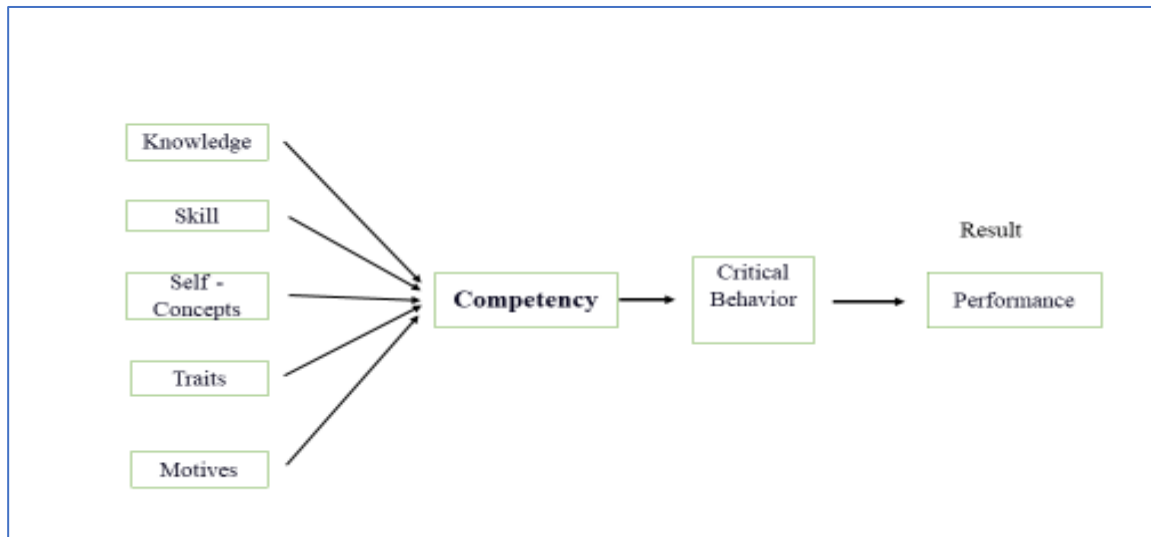 Knowledge
Skill
Self -
Concepts
Traits
Motives
Competency
Critical
Behavior
Result
Performance